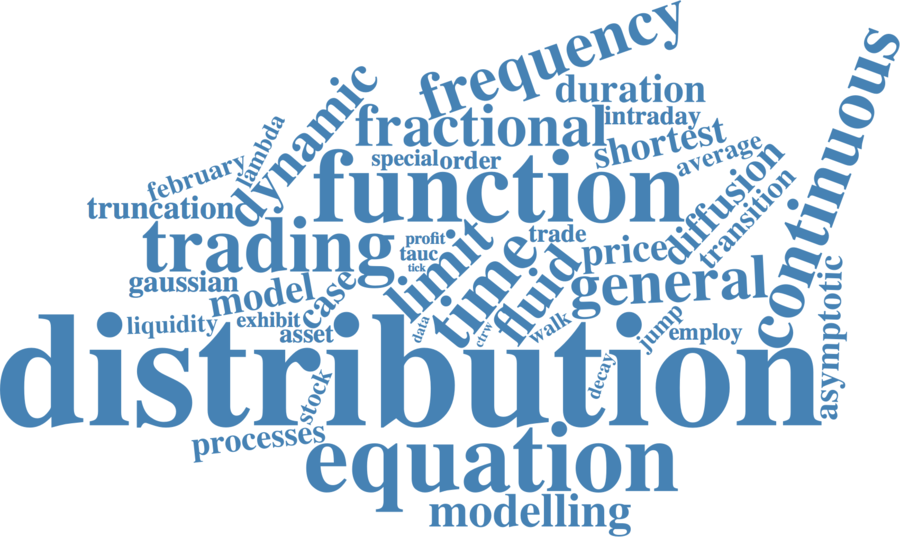 frequency
continuous
dynamic
duration
fractional
intraday
lambda
shortest
special
order
average
february
function
diffusion
truncation
transition
trading
profit
limit
trade
tauc
time
price
tick
fluid
gaussian
general
model
case
asymptotic
liquidity
exhibit
asset
data
ctrw
walk
jump
employ
distribution
decay
stock
processes
equation
modelling